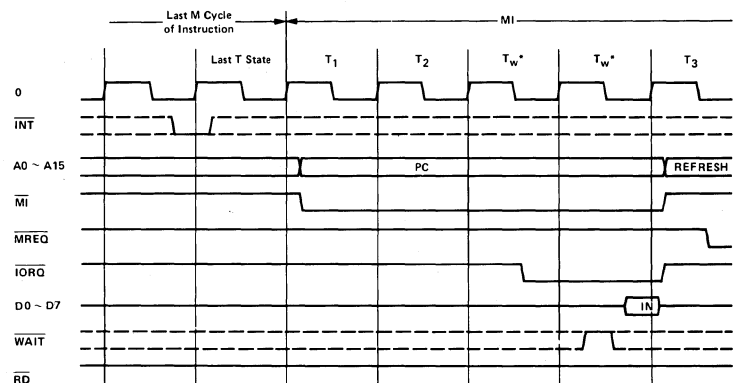 Last M Cycle
of Instruction
MI
Last T State
T1
T2
Tw*
Tw*
T3
0
INT
A0 ~ A15
PC
REFRESH
MI
MREQ
IORQ
D0 ~ D7
IN
WAIT
RD